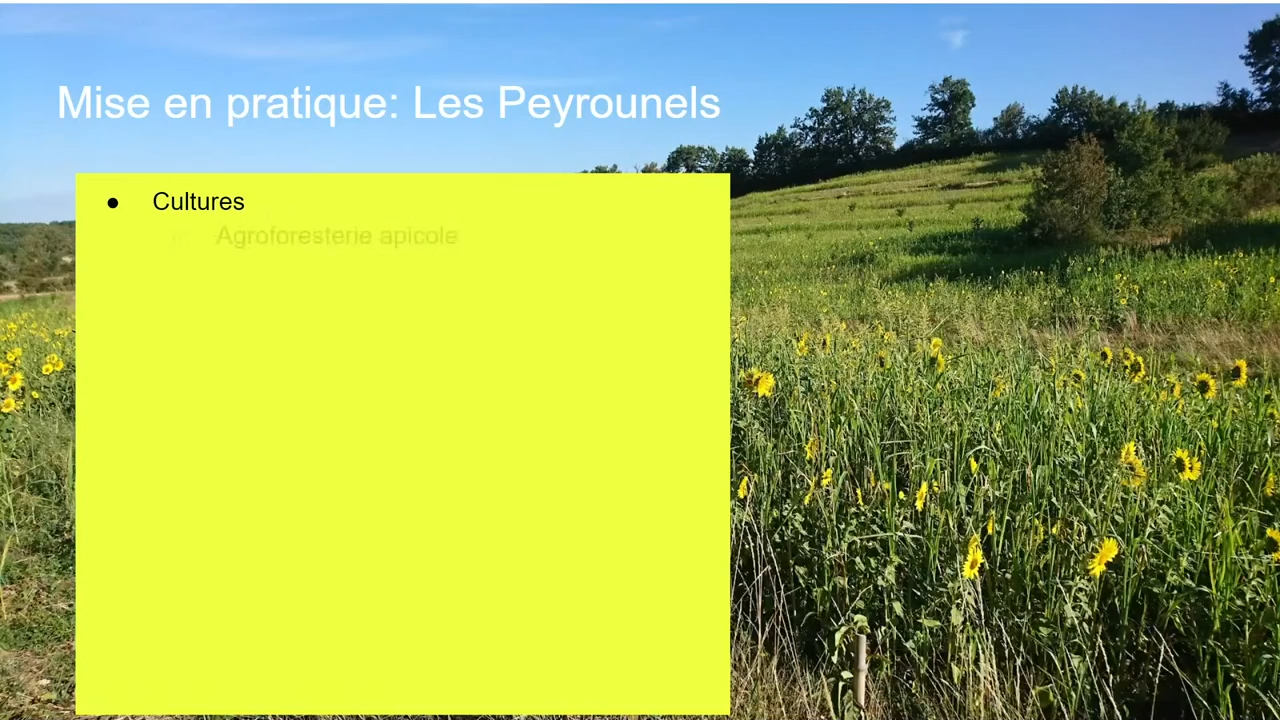 Mise en pratique: Les Peyrounels
● Cultures
Agroforesterie apicole